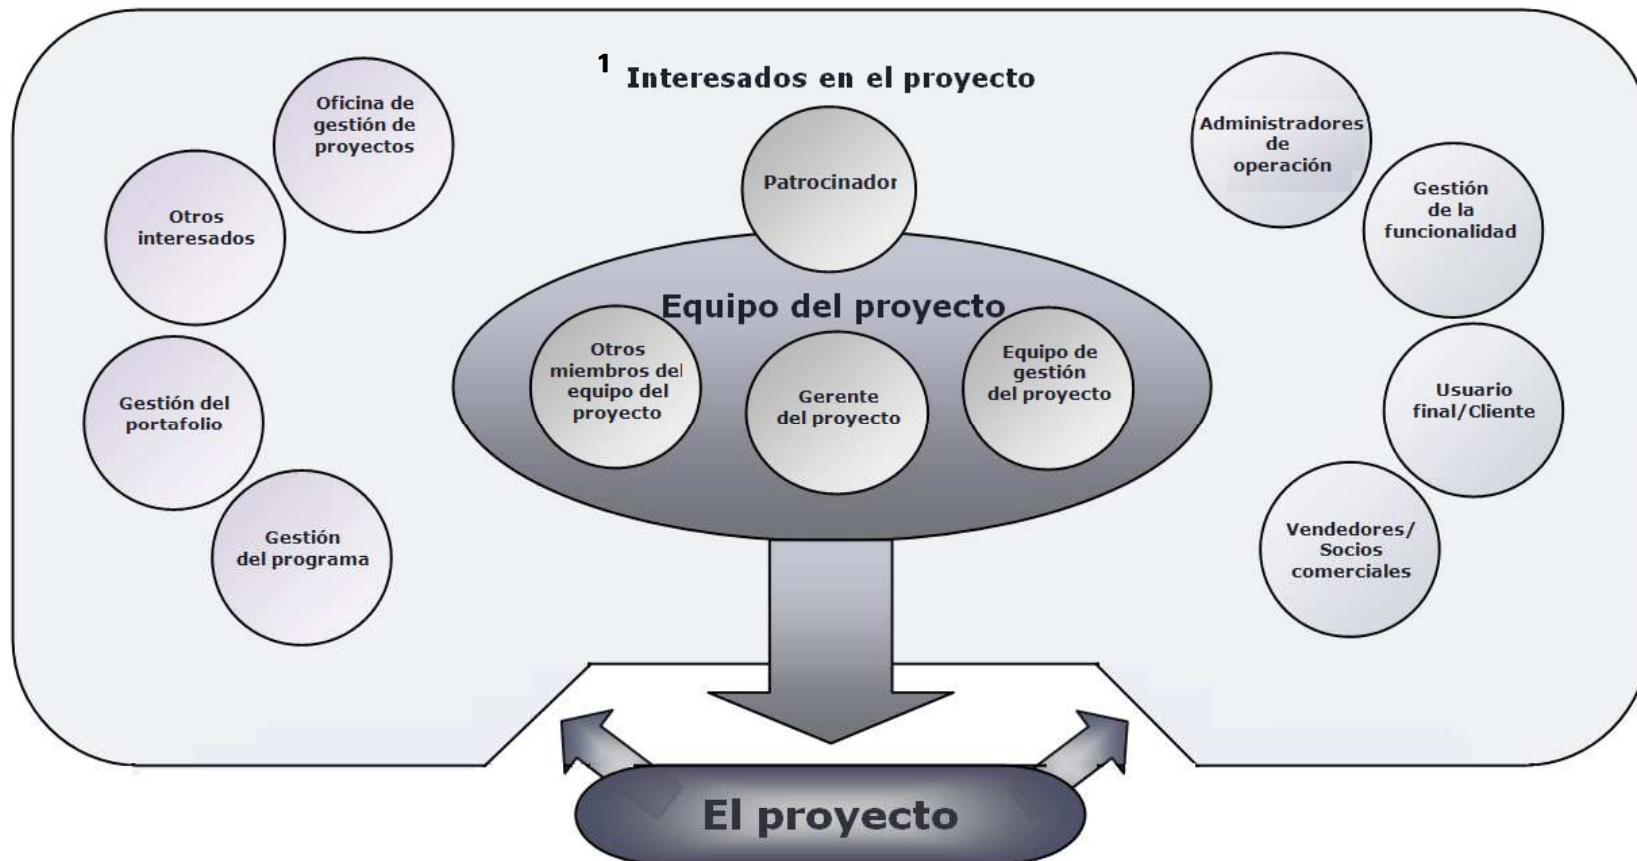 1 Interesados en el proyecto
Oficina de
gestión de
proyectos
Otros
interesados
Gestión del
portafolio
Gestión
del programa
Patrocinador
Equipo del proyecto
Otros
miembros del
equipo del
proyecto
Gerente
del proyecto
Equipo de
gestión
del proyecto
Administradores
de
operación
Gestión
de la
funcionalidad
Usuario
final/Cliente
Vendedores/
Socios
comerciales
El proyecto